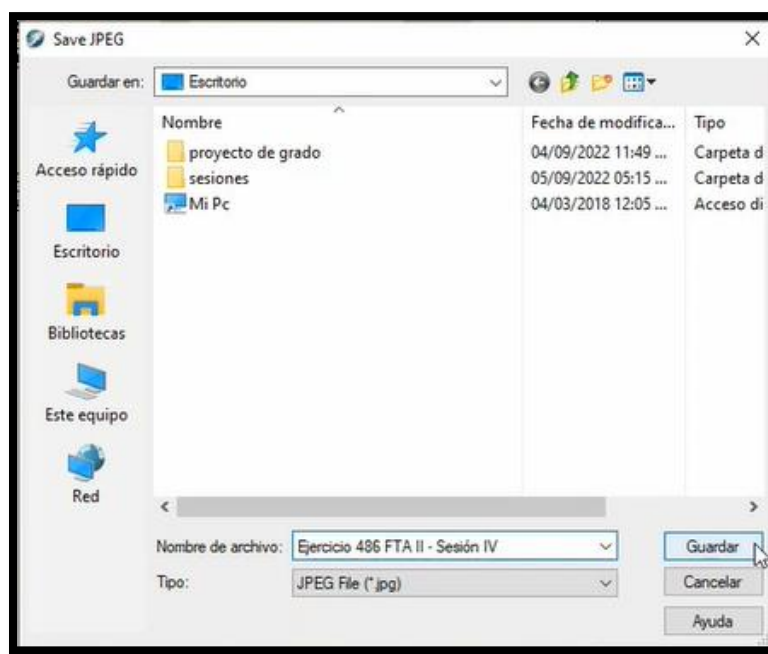 Save JPEG
Guardar en: Escritorio
Nombre Fecha de modifica... Tipo
proyecto de grado 04/09/2022 11:49 ... Carpeta d
sesiones 05/09/2022 05:15 ... Carpeta d
Mi Pc 04/03/2018 12:05 ... Acceso di
Acceso rápido
Escritorio
Bibliotecas
Este equipo
Red
Nombre de archivo: Ejercicio 486 FTA II - Sesión IV Guardar
Tipo: JPEG File (*.jpg) Cancelar
Ayuda